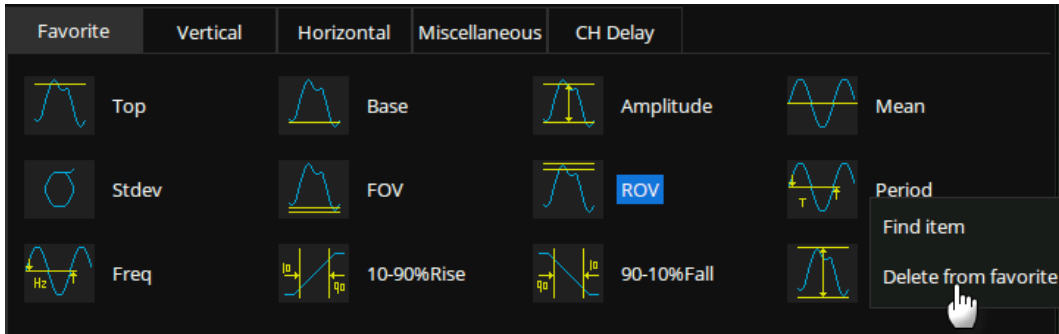 Favorite Vertical Horizontal Miscellaneous CH Delay
Top Base Amplitude Mean
Stdev FOV ROV Period
T
Find item
Freq 10-90%Rise 90-10%Fall
Hz
Delete from favorite